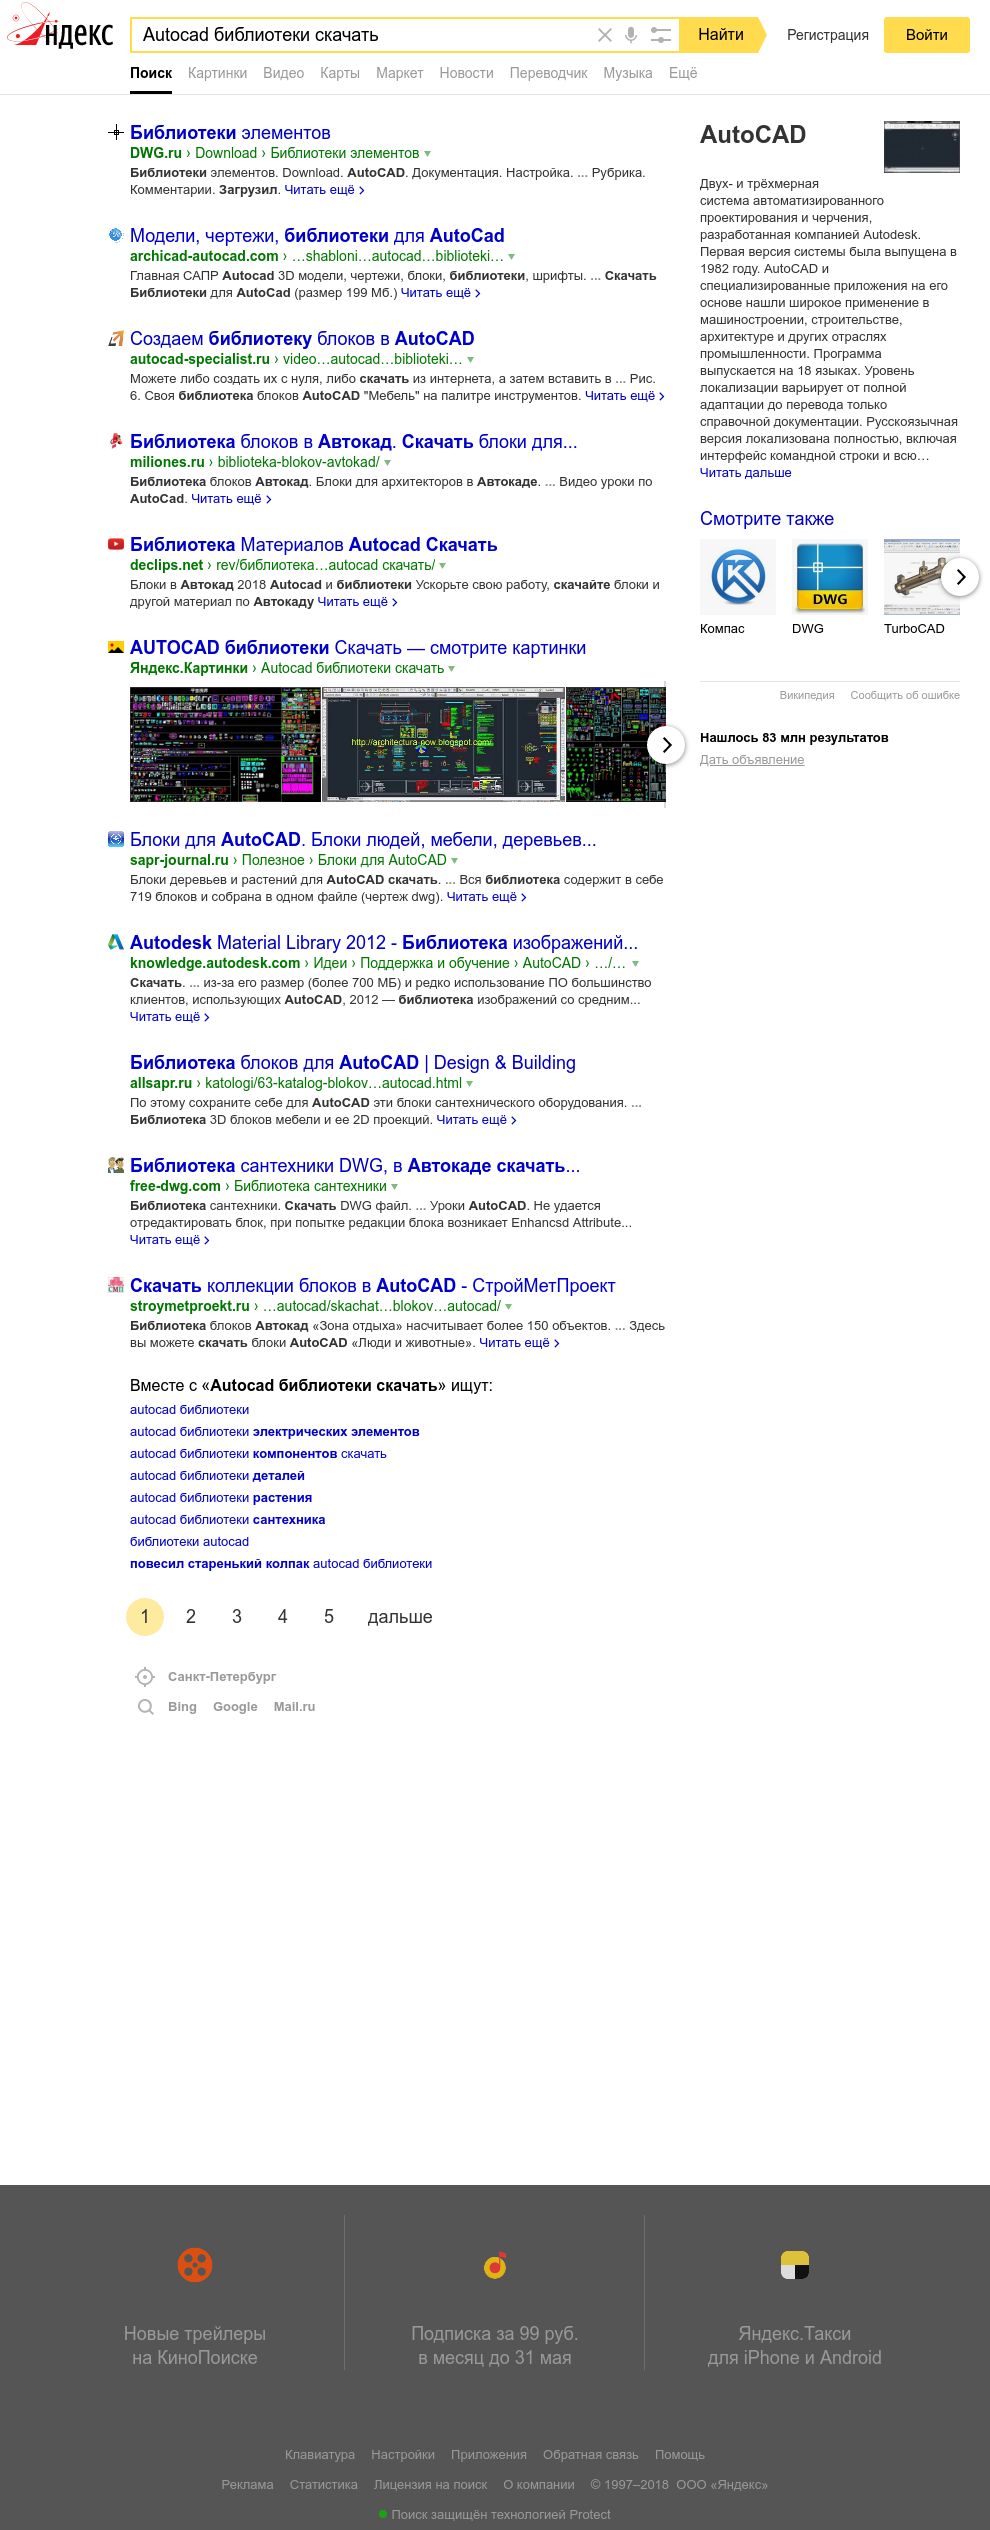 Яндекс
Autocad библиотеки скачать
Найти
Регистрация
Войти
Поиск Картинки Видео Карты Маркет Новости Переводчик Музыка Ещё
Библиотеки элементов
DWG.ru › Download › Библиотеки элементов
Библиотеки элементов. Download. AutoCAD. Документация. Настройка. ... Рубрика.
Комментарии. Загрузил. Читать ещё
Модели, чертежи, библиотеки для AutoCad
archicad-autocad.com › …shabloni…autocad…biblioteki…
Главная САПР Autocad 3D модели, чертежи, блоки, библиотеки, шрифты. ... Скачать
Библиотеки для AutoCad (размер 199 Мб.) Читать ещё
Создаем библиотеку блоков в AutoCAD
autocad-specialist.ru › video…autocad…biblioteki…
Можете либо создать их с нуля, либо скачать из интернета, а затем вставить в ... Рис.
6. Своя библиотека блоков AutoCAD "Мебель" на палитре инструментов. Читать ещё
Библиотека блоков в Автокад. Скачать блоки для...
miliones.ru › biblioteka-blokov-avtokad/
Библиотека блоков Автокад. Блоки для архитекторов в Автокаде. ... Видео уроки по
AutoCad. Читать ещё
Библиотека Материалов Autocad Скачать
declips.net › rev/библиотека…autocad скачать/
Блоки в Автокад 2018 Autocad и библиотеки Ускорьте свою работу, скачайте блоки и
другой материал по Автокаду Читать ещё
AUTOCAD библиотеки Скачать — смотрите картинки
Яндекс.Картинки › Autocad библиотеки скачать
http://architectura-pow.blogspot.com/
Блоки для AutoCAD. Блоки людей, мебели, деревьев...
sapr-journal.ru › Полезное › Блоки для AutoCAD
Блоки деревьев и растений для AutoCAD скачать. ... Вся библиотека содержит в себе
719 блоков и собрана в одном файле (чертеж dwg). Читать ещё
Autodesk Material Library 2012 - Библиотека изображений...
knowledge.autodesk.com › Идеи › Поддержка и обучение › AutoCAD › …/…
Скачать. ... из-за его размер (более 700 МБ) и редко использование ПО большинство
клиентов, использующих AutoCAD, 2012 — библиотека изображений со средним...
Читать ещё
Библиотека блоков для AutoCAD | Design & Building
allsapr.ru › katologi/63-katalog-blokov…autocad.html
По этому сохраните себе для AutoCAD эти блоки сантехнического оборудования. ...
Библиотека 3D блоков мебели и ее 2D проекций. Читать ещё
Библиотека сантехники DWG, в Автокаде скачать...
free-dwg.com › Библиотека сантехники
Библиотека сантехники. Скачать DWG файл. ... Уроки AutoCAD. Не удается
отредактировать блок, при попытке редакции блока возникает Enhancsd Attribute...
Читать ещё
Скачать коллекции блоков в AutoCAD - СтройМетПроект
stroymetproekt.ru › …autocad/skachat…blokov…autocad/
Библиотека блоков Автокад «Зона отдыха» насчитывает более 150 объектов. ... Здесь
вы можете скачать блоки AutoCAD «Люди и животные». Читать ещё
Вместе с «Autocad библиотеки скачать» ищут:
autocad библиотеки
autocad библиотеки электрических элементов
autocad библиотеки компонентов скачать
autocad библиотеки деталей
autocad библиотеки растения
autocad библиотеки сантехника
библиотеки autocad
повесил старенький колпак autocad библиотеки
1 2 3 4 5 дальше
Санкт-Петербург
Bing Google Mail.ru
AutoCAD
Двух- и трёхмерная
система автоматизированного
проектирования и черчения,
разработанная компанией Autodesk.
Первая версия системы была выпущена в
1982 году. AutoCAD и
специализированные приложения на его
основе нашли широкое применение в
машиностроении, строительстве,
архитектуре и других отраслях
промышленности. Программа
выпускается на 18 языках. Уровень
локализации варьирует от полной
адаптации до перевода только
справочной документации. Русскоязычная
версия локализована полностью, включая
интерфейс командной строки и всю…
Читать дальше
Смотрите также
DWG
Компас DWG TurboCAD
Википедия Сообщить об ошибке
Нашлось 83 млн результатов
Дать объявление
Новые трейлеры
на КиноПоиске
Подписка за 99 руб.
в месяц до 31 мая
Яндекс.Такси
для iPhone и Android
Клавиатура Настройки Приложения Обратная связь Помощь
Реклама Статистика Лицензия на поиск О компании © 1997–2018 ООО «Яндекс»
Поиск защищён технологией Protect